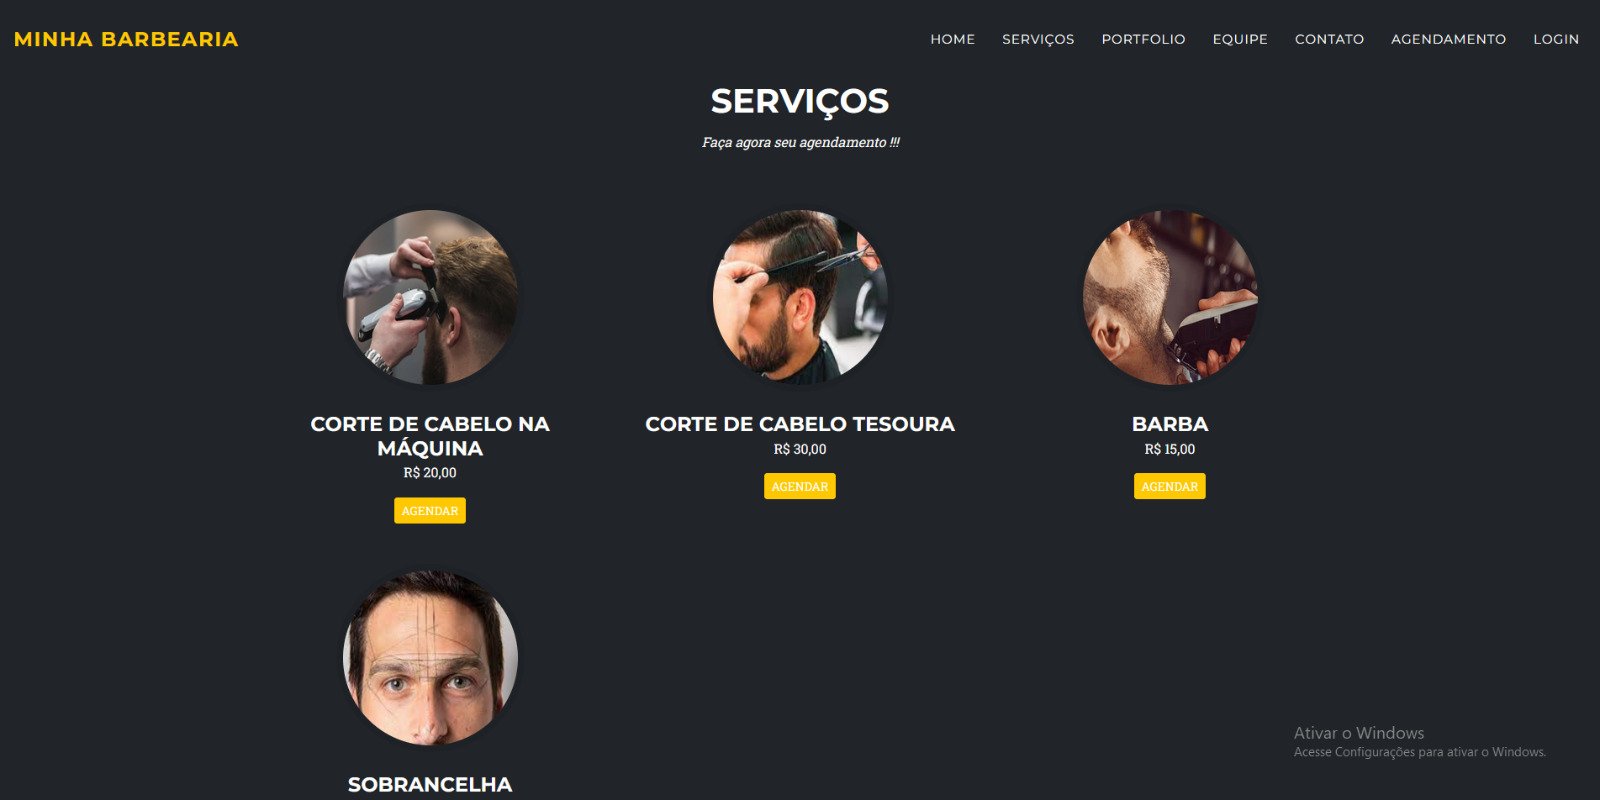 MINHA BARBEARIA
HOME SERVIÇOS PORTFOLIO EQUIPE CONTATO AGENDAMENTO LOGIN
SERVIÇOS
Faça agora seu agendamento !!!
CORTE DE CABELO NA
MÁQUINA
R$ 20,00
AGENDAR
CORTE DE CABELO TESOURA
R$ 30,00
AGENDAR
BARBA
R$ 15,00
AGENDAR
SOBRANCELHA
Ativar o Windows
Acesse Configurações para ativar o Windows.